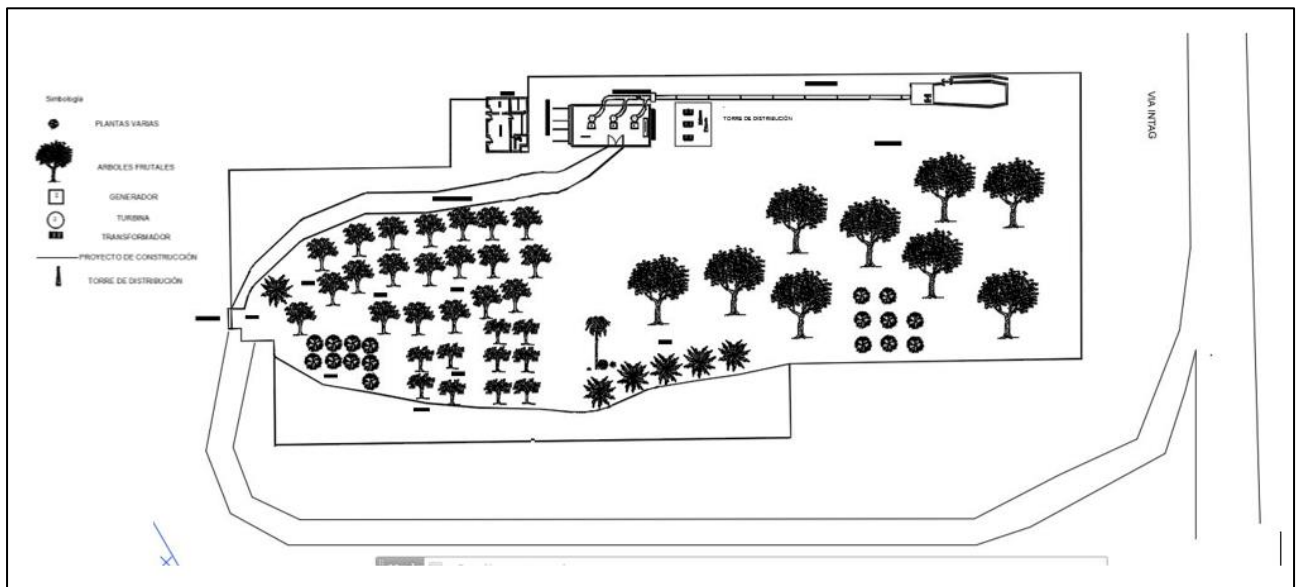 Simbología
PLANTAS VARIAS
ARBOLES FRUTALES
GENERADOR
TURBINA
TRANSFORMADOR
PROYECTO DE CONSTRUCCIÓN
TORRE DE DISTRIBUCIÓN
TORRE DE DISTRIBUCIÓN
VIA INTAG